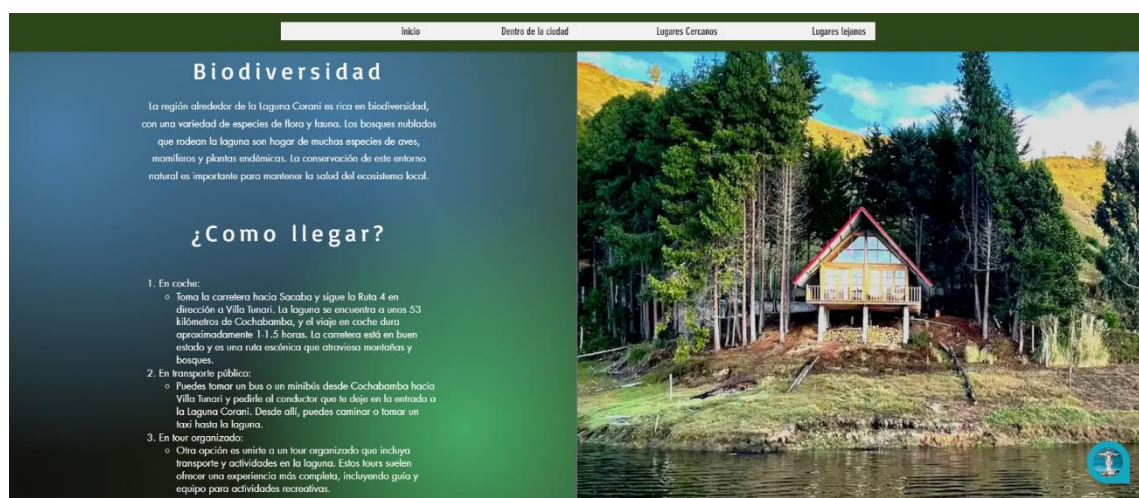 Inicio Dentro de la ciudad Lugares Cercanos Lugares lejanos
Biodiversidad
La región alrededor de la Laguna Corani es rica en biodiversidad,
con una variedad de especies de flora y fauna. Los bosques nublados
que rodean la laguna son hogar de muchas especies de aves,
mamíferos y plantas endémicas. La conservación de este entorno
natural es importante para mantener la salud del ecosistema local.
¿Como llegar?
1. En coche:
○ Toma la carretera hacia Sacaba y sigue la Ruta 4 en
dirección a Villa Tunari. La laguna se encuentra a unos 53
kilómetros de Cochabamba, y el viaje en coche dura
aproximadamente 1-1.5 horas. La carretera está en buen
estado y es una ruta escénica que atraviesa montañas y
bosques.
2. En transporte público:
○ Puedes tomar un bus o un minibús desde Cochabamba hacia
Villa Tunari y pedirle al conductor que te deje en la entrada a
la Laguna Corani. Desde allí, puedes caminar o tomar un
taxi hasta la laguna.
3. En tour organizado:
○ Otra opción es unirte a un tour organizado que incluya
transporte y actividades en la laguna. Estos tours suelen
ofrecer una experiencia más completa, incluyendo guía y
equipo para actividades recreativas.